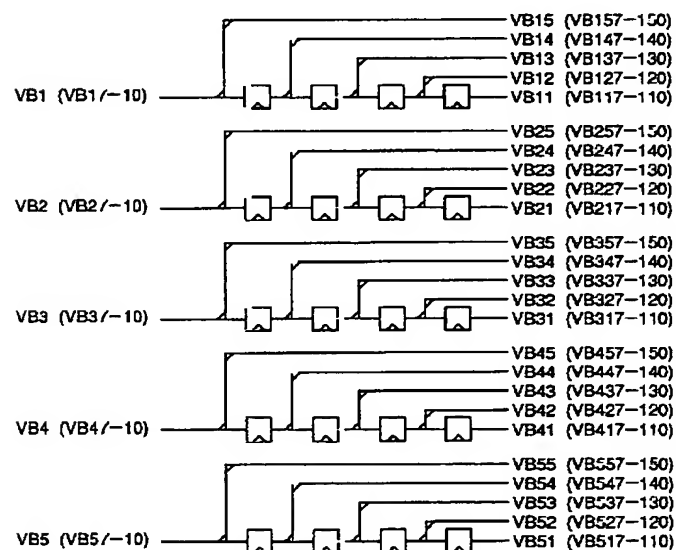 VB15 (VB157-150)
VB14 (VB147-140)
VB13 (VB137-130)
VB12 (VB127-120)
VB1 (VB17-10) VB11 (VB117-110)
VB25 (VB257-150)
VB24 (VB247-140)
VB23 (VB237-130)
VB22 (VB227-120)
VB2 (VB27-10) VB21 (VB217-110)
VB35 (VB357-150)
VB34 (VB347-140)
VB33 (VB337-130)
VB32 (VB327-120)
VB3 (VB37-10) VB31 (VB317-110)
VB45 (VB457-150)
VB44 (VB447-140)
VB43 (VB437-130)
VB42 (VB427-120)
VB4 (VB47-10) VB41 (VB417-110)
VB55 (VB557-150)
VB54 (VB547-140)
VB53 (VB537-130)
VB52 (VB527-120)
VB5 (VB57-10) VB51 (VB517-110)